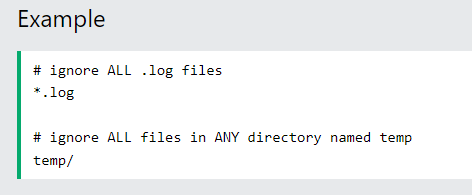 Example
# ignore ALL .log files
*.log
# ignore ALL files in ANY directory named temp
temp/